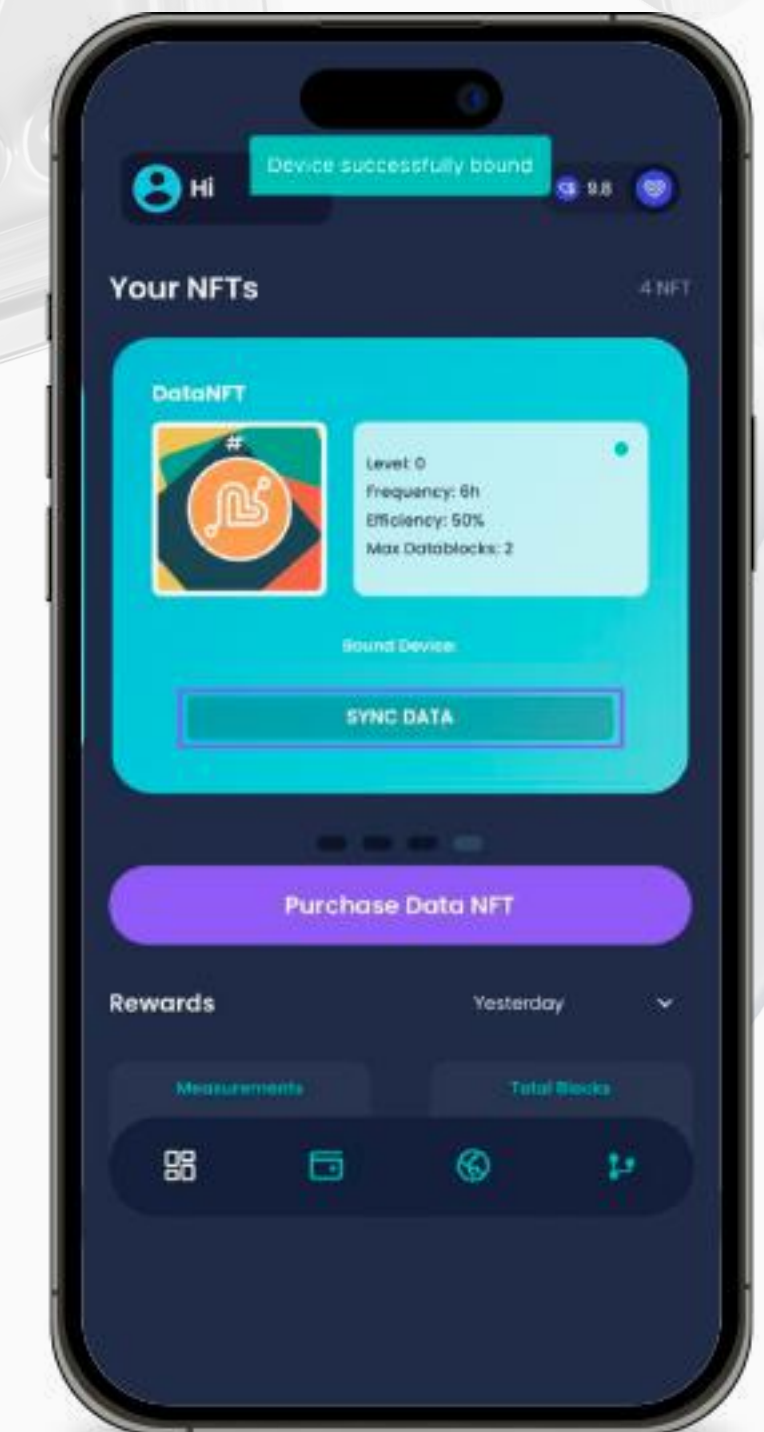 Device successfully bound
Hi
9.8
Your NFTs
4 NFT
DataNFT
#
Level: 0
Frequency: 6h
Efficiency: 50%
Max Datablocks: 2
Bound Device:
SYNC DATA
Purchase Data NFT
Rewards
Yesterday
Measurements
Total Blocks